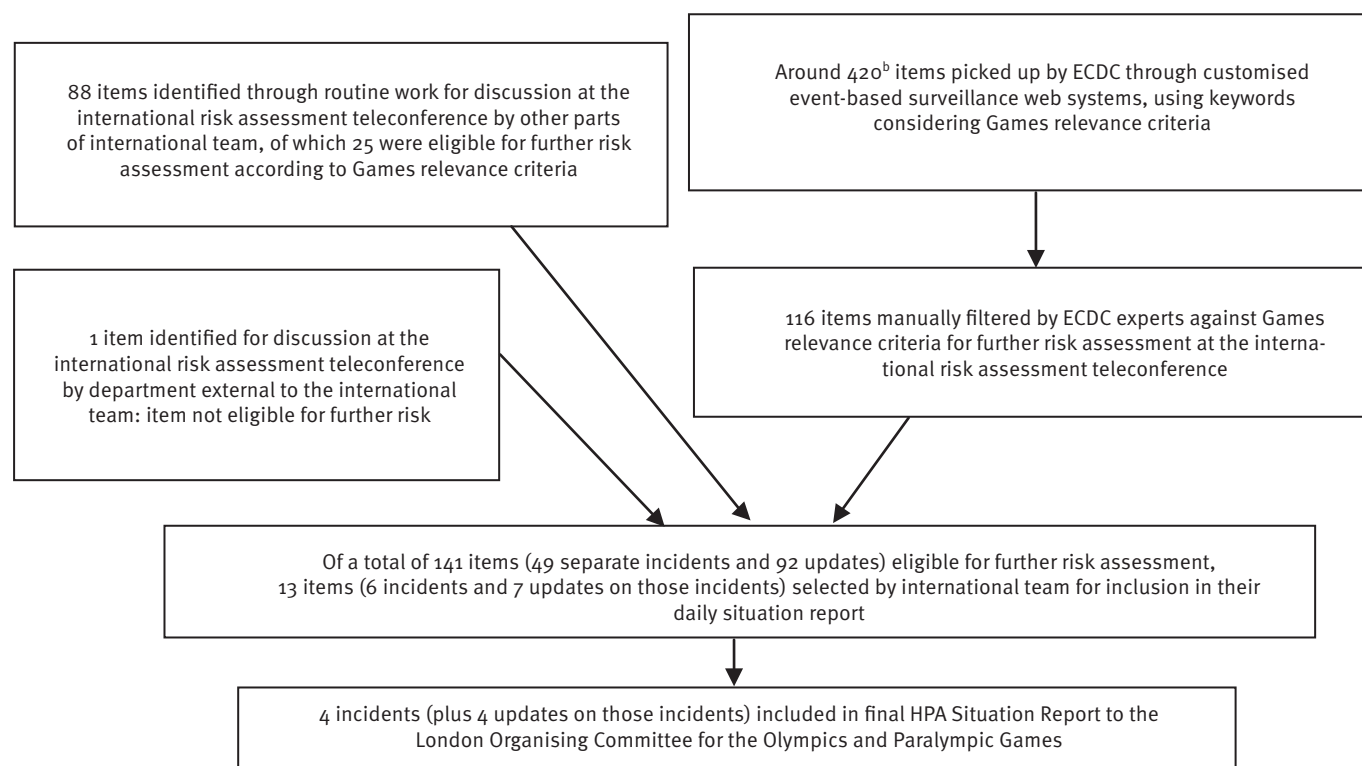 88 items identified through routine work for discussion at the
international risk assessment teleconference by other parts
of international team, of which 25 were eligible for further risk
assessment according to Games relevance criteria
Around 420ᵇ items picked up by ECDC through customised
event-based surveillance web systems, using keywords
considering Games relevance criteria
1 item identified for discussion at the
international risk assessment teleconference
by department external to the international
team: item not eligible for further risk
116 items manually filtered by ECDC experts against Games
relevance criteria for further risk assessment at the interna-
tional risk assessment teleconference
Of a total of 141 items (49 separate incidents and 92 updates) eligible for further risk assessment,
13 items (6 incidents and 7 updates on those incidents) selected by international team for inclusion in their
daily situation report
4 incidents (plus 4 updates on those incidents) included in final HPA Situation Report to the
London Organising Committee for the Olympics and Paralympic Games